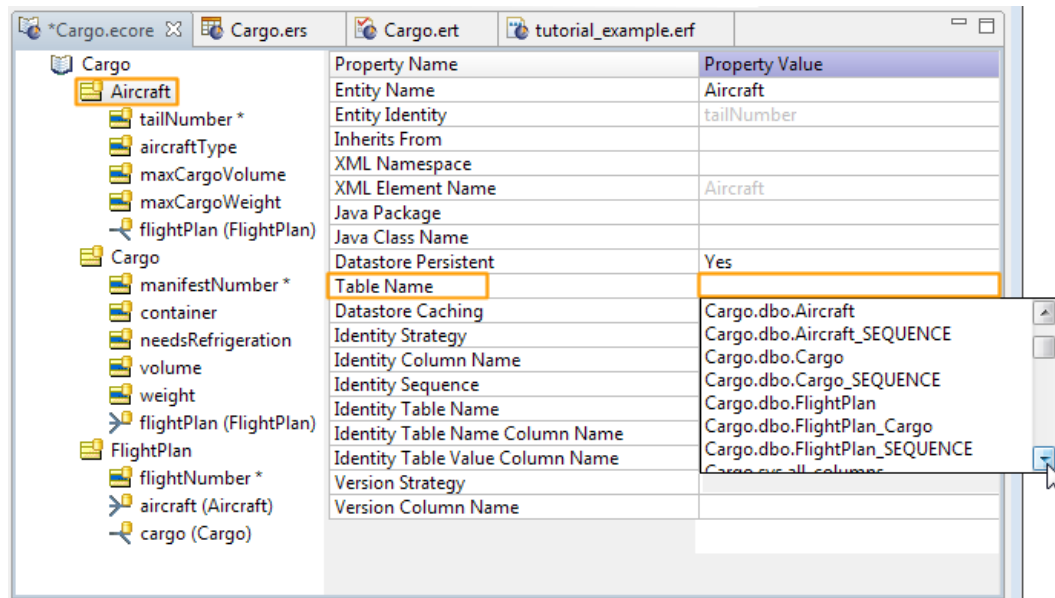 *Cargo.ecore Cargo.ers Cargo.ert tutorial_example.erf
Cargo
Aircraft
tailNumber *
aircraftType
maxCargoVolume
maxCargoWeight
flightPlan (FlightPlan)
Cargo
manifestNumber *
container
needsRefrigeration
volume
weight
flightPlan (FlightPlan)
FlightPlan
flightNumber *
aircraft (Aircraft)
cargo (Cargo)
Property Name Property Value
Entity Name Aircraft
Entity Identity tailNumber
Inherits From
XML Namespace
XML Element Name Aircraft
Java Package
Java Class Name
Datastore Persistent Yes
Table Name
Datastore Caching
Identity Strategy
Identity Column Name
Identity Sequence
Identity Table Name
Identity Table Name Column Name
Identity Table Value Column Name
Version Strategy
Version Column Name
Cargo.dbo.Aircraft
Cargo.dbo.Aircraft_SEQUENCE
Cargo.dbo.Cargo
Cargo.dbo.Cargo_SEQUENCE
Cargo.dbo.FlightPlan
Cargo.dbo.FlightPlan_Cargo
Cargo.dbo.FlightPlan_SEQUENCE
Cargo.sys.all_columns